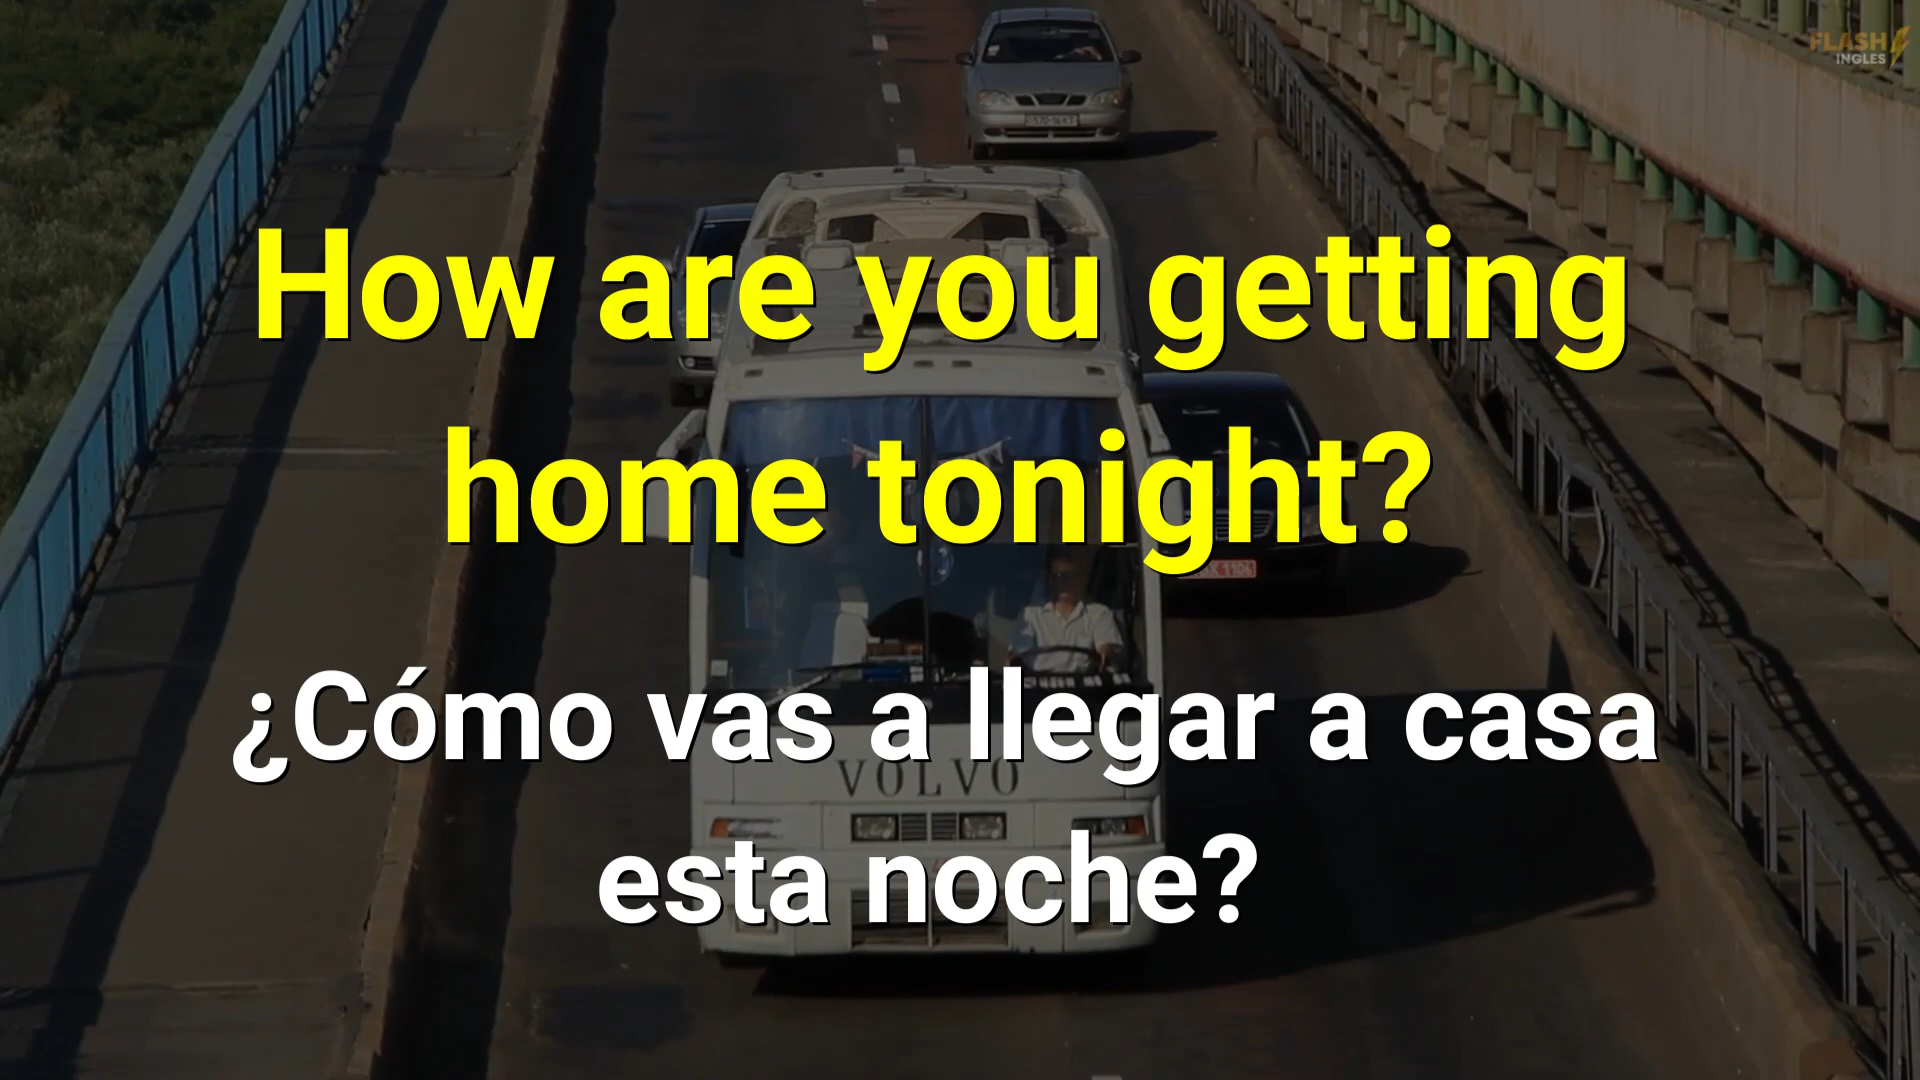 FLASH
INGLES
How are you getting
home tonight?
¿Cómo vas a llegar a casa
VOLVO
esta noche?